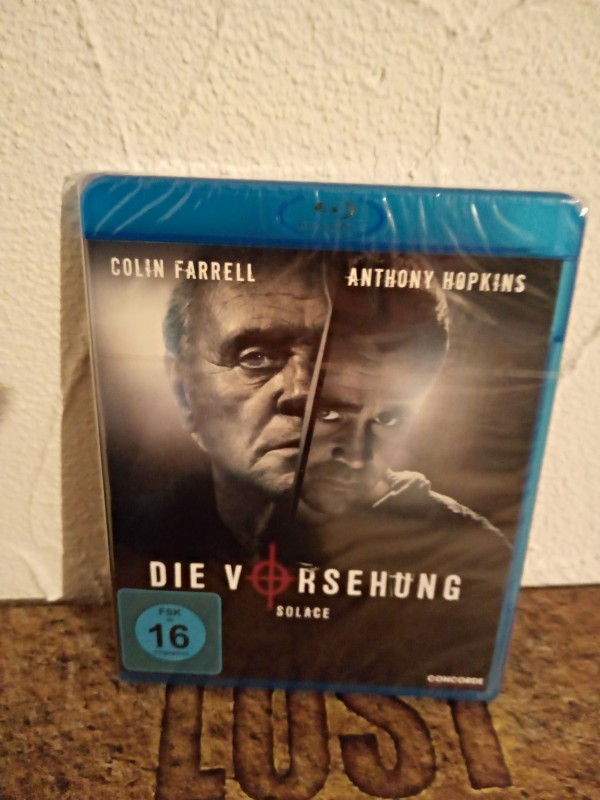 COLIN FARRELL
ANTHONY HOPKINS
DIE VORSEHUNG
SOLACE
FSK
16
CONCORDE
LOST